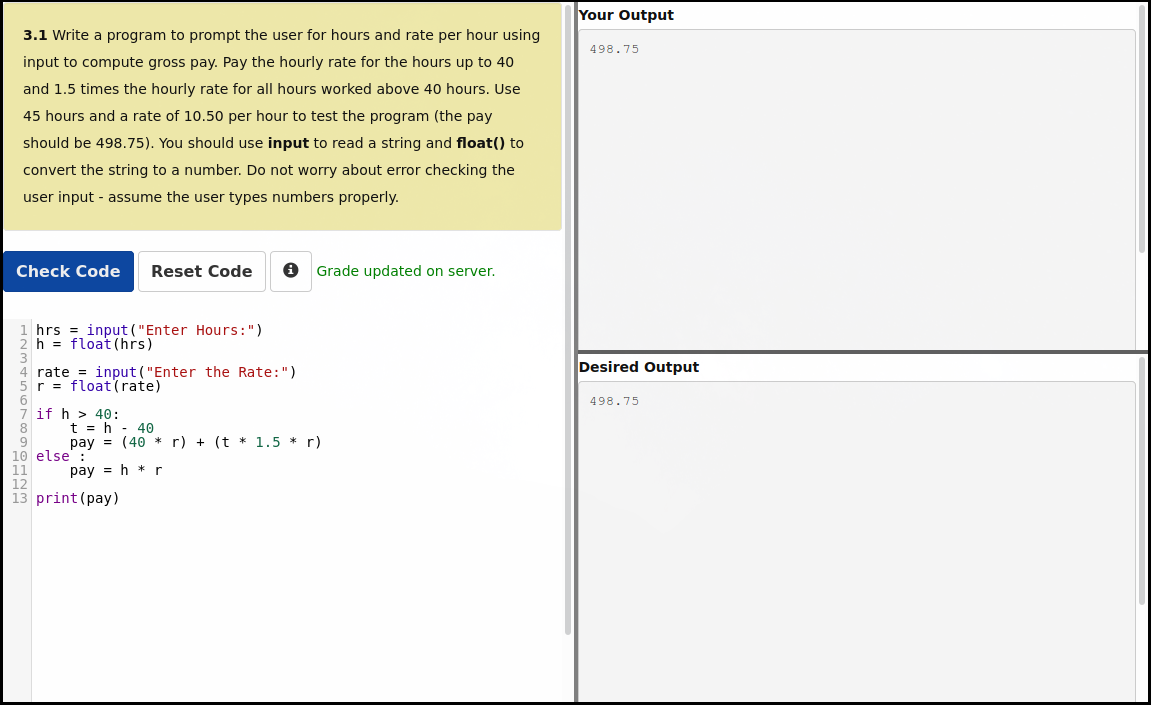 3.1 Write a program to prompt the user for hours and rate per hour using
input to compute gross pay. Pay the hourly rate for the hours up to 40
and 1.5 times the hourly rate for all hours worked above 40 hours. Use
45 hours and a rate of 10.50 per hour to test the program (the pay
should be 498.75). You should use input to read a string and float() to
convert the string to a number. Do not worry about error checking the
user input - assume the user types numbers properly.
Check Code Reset Code Grade updated on server.
1 hrs = input("Enter Hours:")
2 h = float(hrs)
3
4 rate = input("Enter the Rate:")
5 r = float(rate)
6
7 if h > 40:
8     t = h - 40
9     pay = (40 * r) + (t * 1.5 * r)
10 else :
11     pay = h * r
12
13 print(pay)
Your Output
498.75
Desired Output
498.75